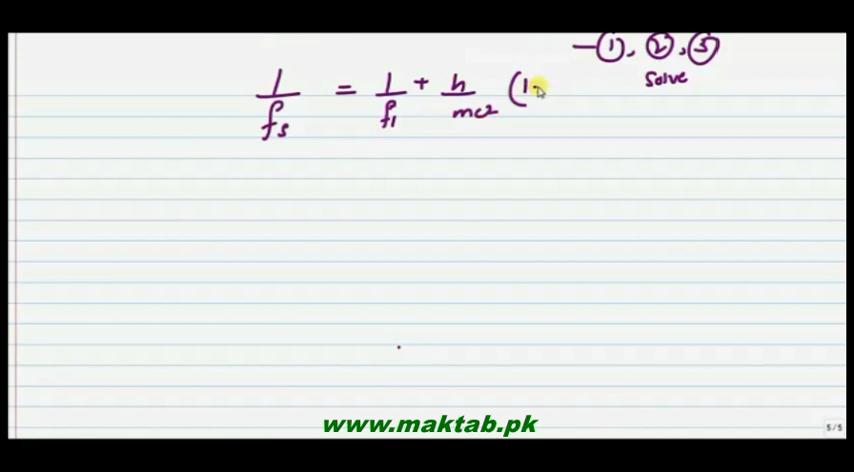 —①, ②, ③
Solve
1/fs = 1/f1 + h/mc² (1-
www.maktab.pk
5/5